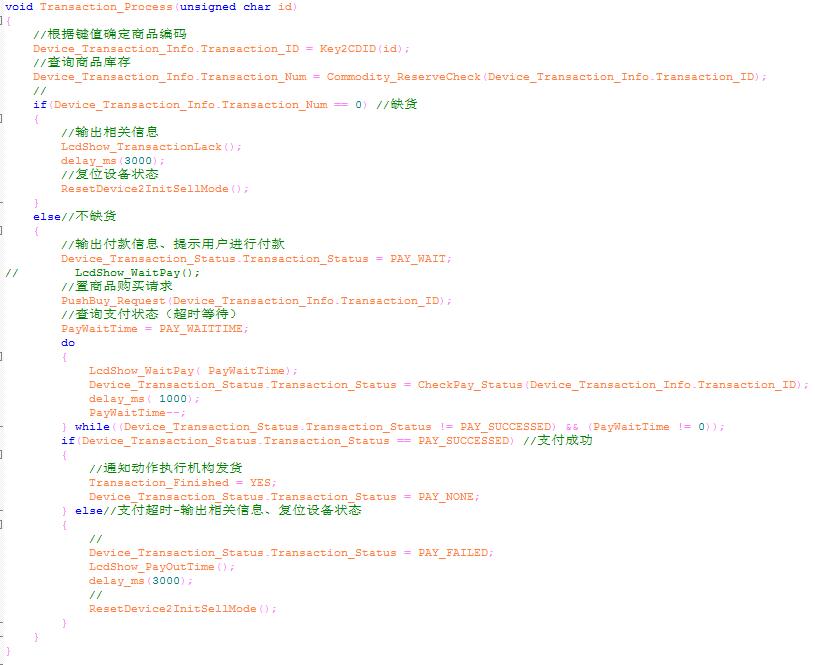 void Transaction_Process(unsigned char id)
{
//根据键值确定商品编码
Device_Transaction_Info.Transaction_ID = Key2CDID(id);
//查询商品库存
Device_Transaction_Info.Transaction_Num = Commodity_ReserveCheck(Device_Transaction_Info.Transaction_ID);
//
if(Device_Transaction_Info.Transaction_Num == 0) //缺货
{
//输出相关信息
LcdShow_TransactionLack();
delay_ms(3000);
//复位设备状态
ResetDevice2InitSellMode();
}
else//不缺货
{
//输出付款信息、提示用户进行付款
Device_Transaction_Status.Transaction_Status = PAY_WAIT;
// LcdShow_WaitPay();
//置商品购买请求
PushBuy_Request(Device_Transaction_Info.Transaction_ID);
//查询支付状态（超时等待）
PayWaitTime = PAY_WAITTIME;
do
{
LcdShow_WaitPay( PayWaitTime);
Device_Transaction_Status.Transaction_Status = CheckPay_Status(Device_Transaction_Info.Transaction_ID);
delay_ms( 1000);
PayWaitTime--;
} while((Device_Transaction_Status.Transaction_Status != PAY_SUCCESSED) && (PayWaitTime != 0));
if(Device_Transaction_Status.Transaction_Status == PAY_SUCCESSED) //支付成功
{
//通知动作执行机构发货
Transaction_Finished = YES;
Device_Transaction_Status.Transaction_Status = PAY_NONE;
} else//支付超时-输出相关信息、复位设备状态
{
//
Device_Transaction_Status.Transaction_Status = PAY_FAILED;
LcdShow_PayOutTime();
delay_ms(3000);
//
ResetDevice2InitSellMode();
}
}
}